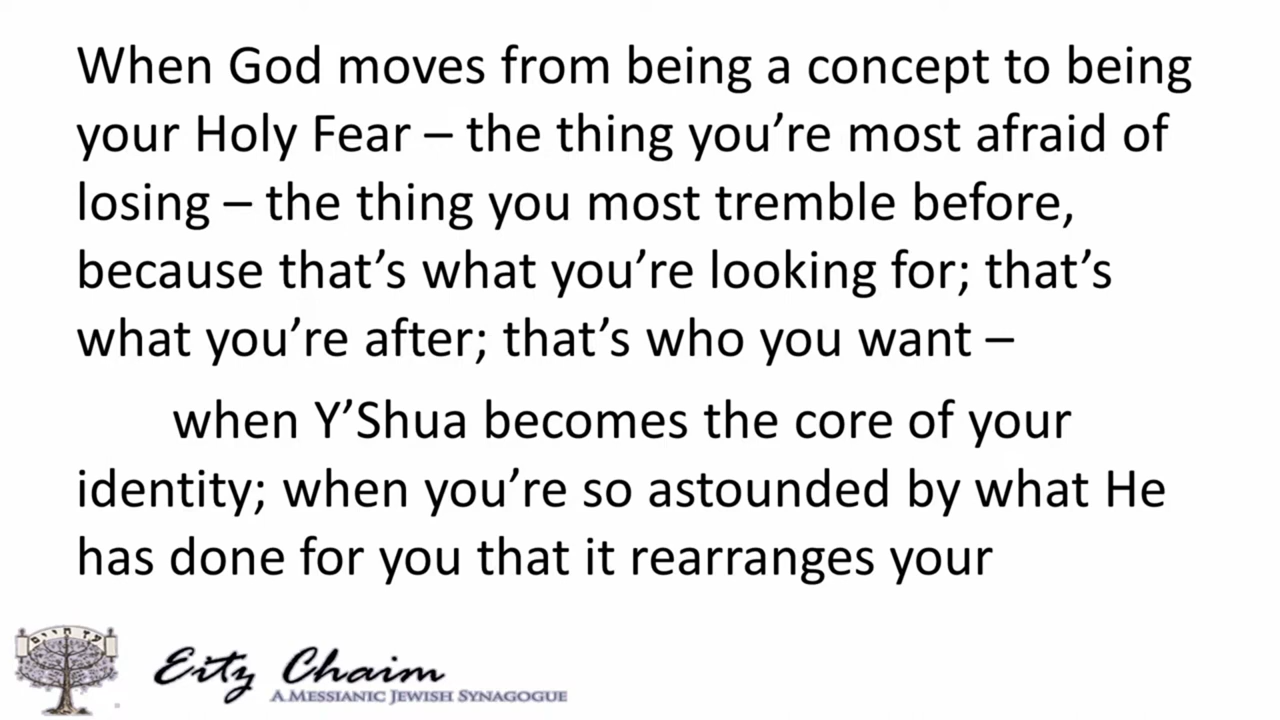 When God moves from being a concept to being
your Holy Fear – the thing you’re most afraid of
losing – the thing you most tremble before,
because that’s what you’re looking for; that’s
what you’re after; that’s who you want –
when Y’Shua becomes the core of your
identity; when you’re so astounded by what He
has done for you that it rearranges your
עץ חיים
Eitz Chaim
A MESSIANIC JEWISH SYNAGOGUE